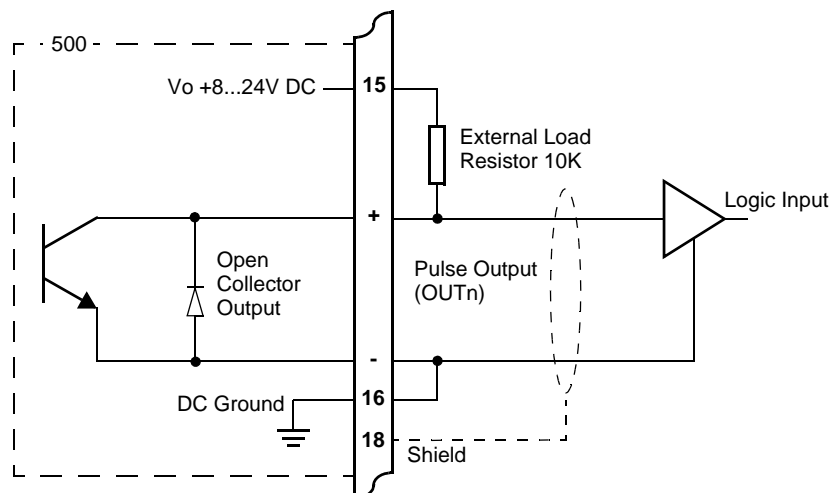 500
Vo +8...24V DC
15
External Load
Resistor 10K
+
Logic Input
Open
Collector
Output
Pulse Output
(OUTn)
-
DC Ground
16
18
Shield